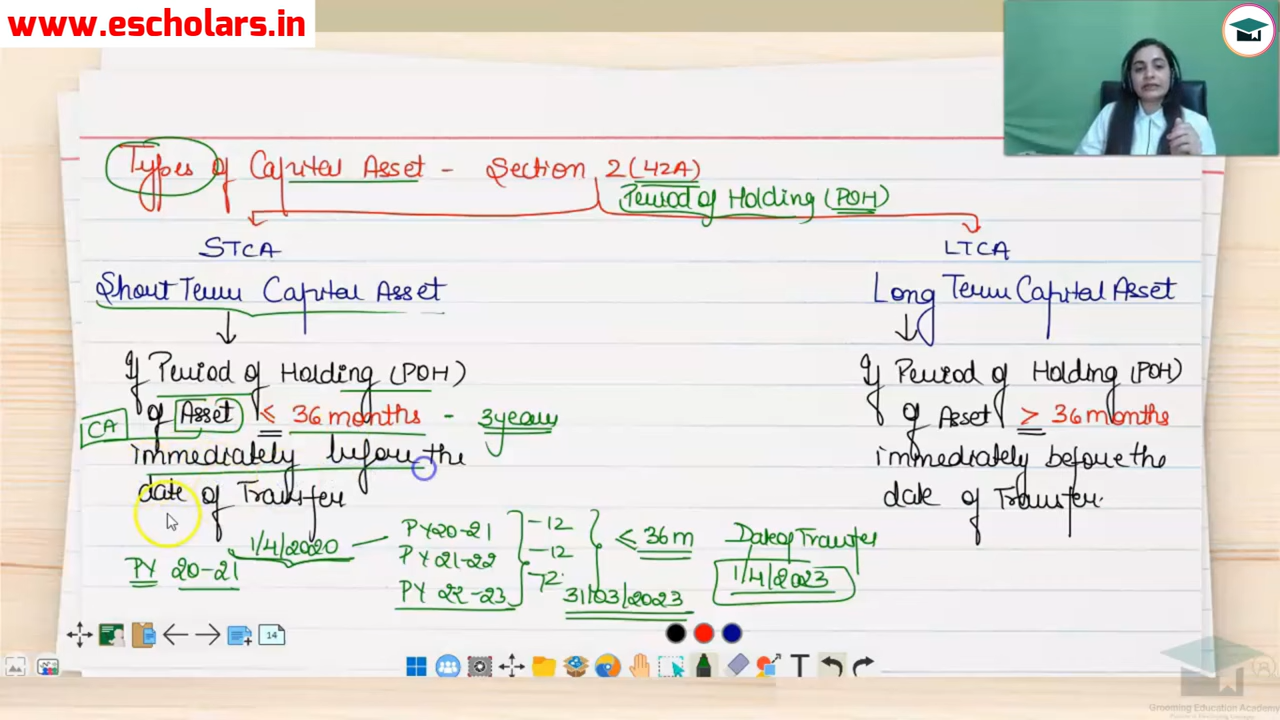 www.escholars.in
Types of Capital Asset - Section 2 (42A)
Period of Holding (POH)
STCA
LTCA
Short Term Capital Asset
Long Term Capital Asset
If Period of Holding (POH)
of Asset ≤ 36 months - 3 years
CA
immediately before the
date of Transfer
If Period of Holding (POH)
of Asset > 36 months
immediately before the
date of Transfer.
PY 20-21
1/4/2020
PY 20-21 -12
PY 21-22 -12
PY 22-23
≤ 36m
31/03/2023
Date of Transfer
1/4/2023
14
T
Grooming Education Academy